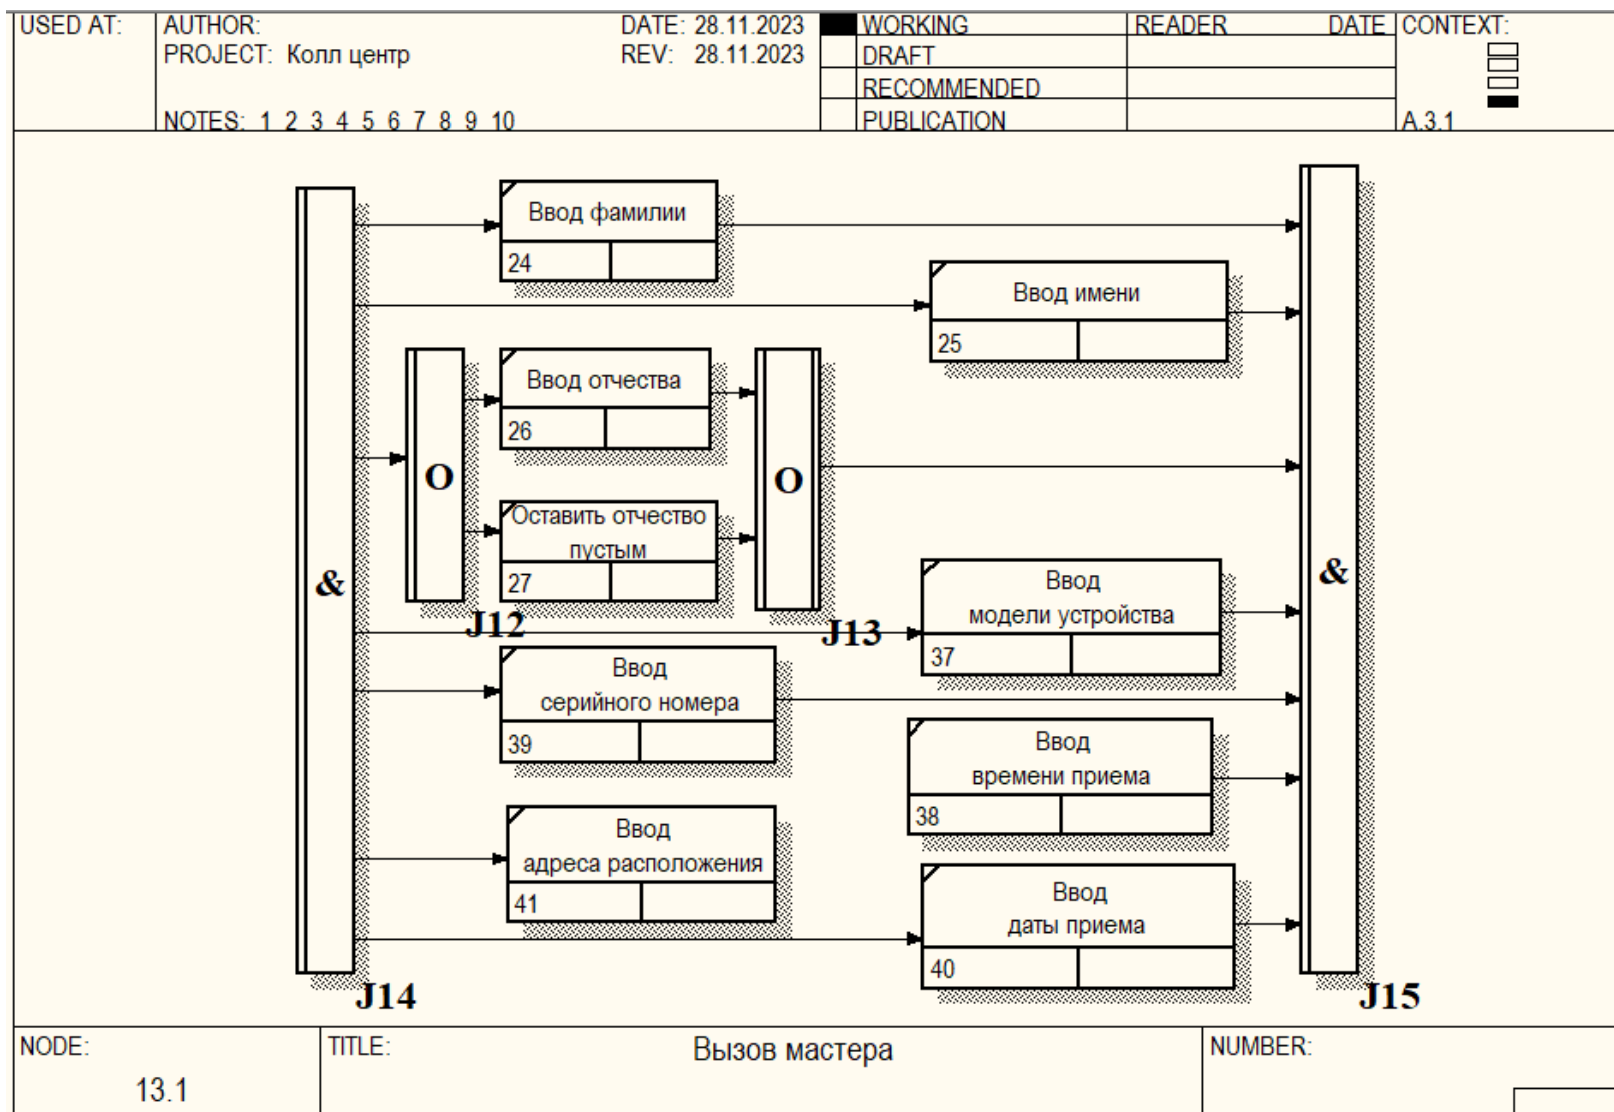 USED AT:
AUTHOR:
DATE: 28.11.2023
PROJECT: Колл центр
REV: 28.11.2023
NOTES: 1 2 3 4 5 6 7 8 9 10
WORKING
DRAFT
RECOMMENDED
PUBLICATION
READER
DATE
CONTEXT:
A.3.1
Ввод фамилии
24
Ввод имени
25
Ввод отчества
26
O
O
Оставить отчество
пустым
27
&
&
J12
J13
Ввод
модели устройства
37
Ввод
серийного номера
39
Ввод
времени приема
38
Ввод
адреса расположения
41
Ввод
даты приема
40
J14
J15
NODE:
13.1
TITLE:
Вызов мастера
NUMBER: